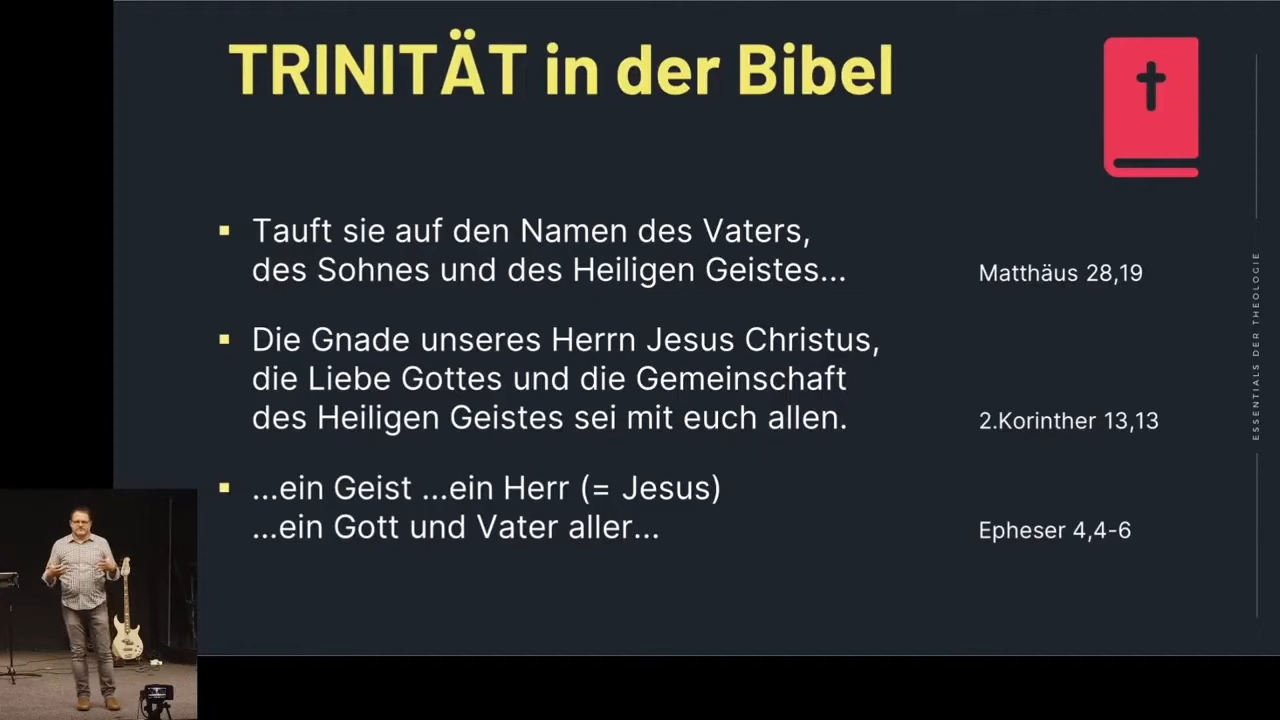 TRINITÄT in der Bibel
▪ Tauft sie auf den Namen des Vaters,
des Sohnes und des Heiligen Geistes...
Matthäus 28,19
▪ Die Gnade unseres Herrn Jesus Christus,
die Liebe Gottes und die Gemeinschaft
des Heiligen Geistes sei mit euch allen.
2.Korinther 13,13
▪ ...ein Geist ...ein Herr (= Jesus)
...ein Gott und Vater aller...
Epheser 4,4-6
ESSENTIALS DER THEOLOGIE